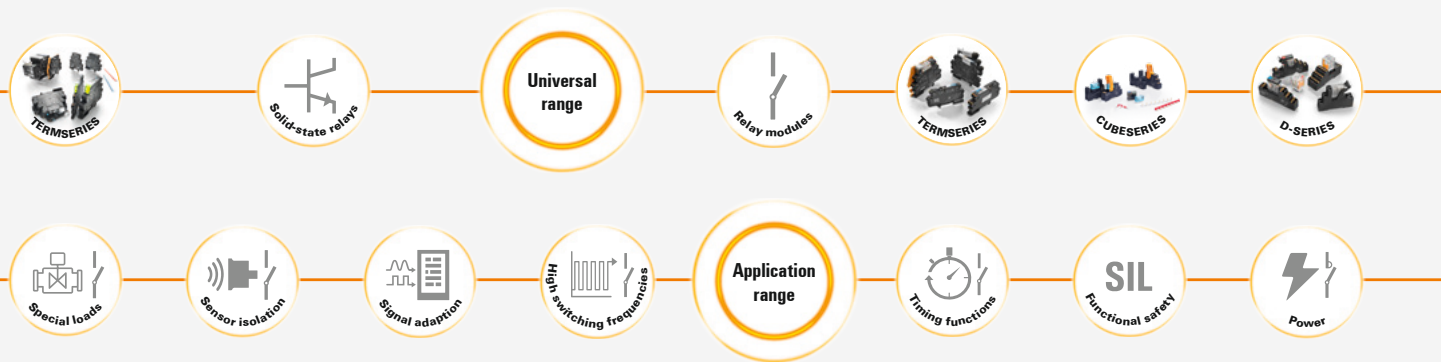 TERMSERIES
Solid-state relays
Universal
range
Relay modules
TERMSERIES
CUBESERIES
D-SERIES
Special loads
Sensor isolation
Signal adaption
High switching frequencies
Application
range
Timing functions
SIL
Functional safety
Power